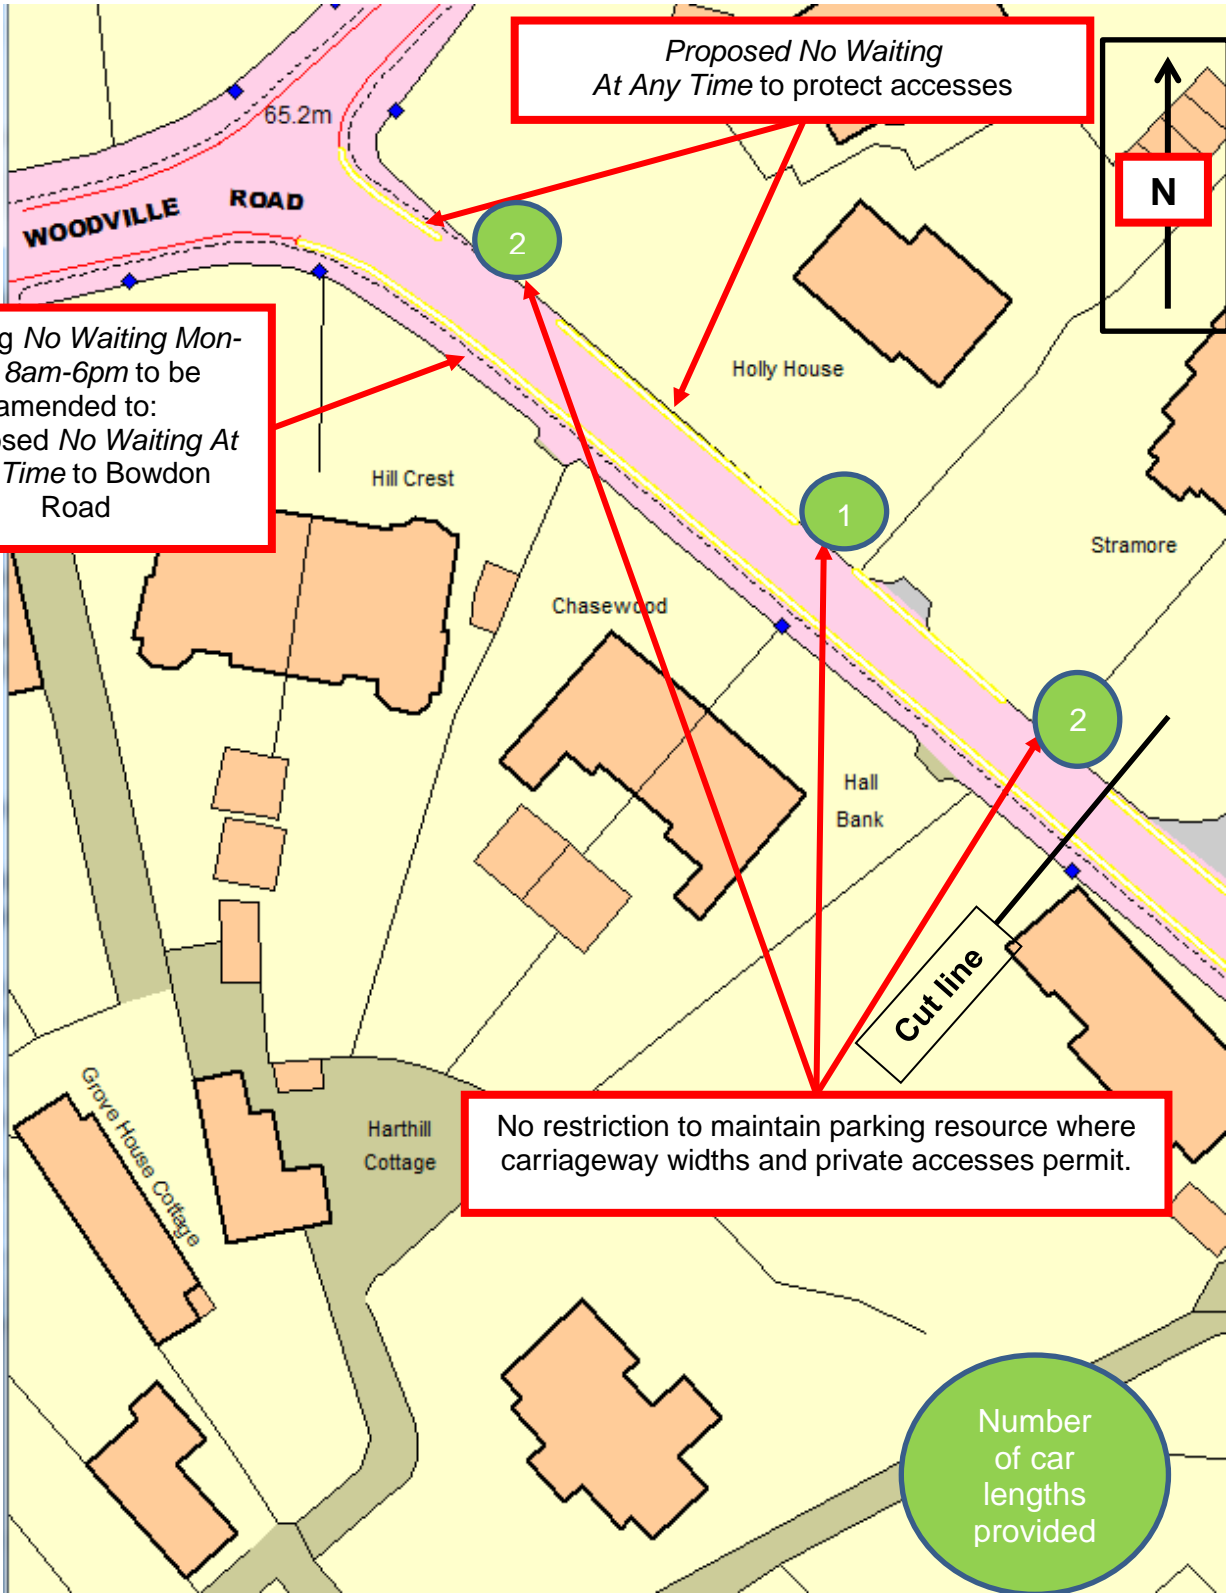 Proposed No Waiting
At Any Time to protect accesses
N
65.2m
WOODVILLE ROAD
2
g No Waiting Mon-
8am-6pm to be
amended to:
osed No Waiting At
Time to Bowdon
Road
Holly House
Hill Crest
1
Stramore
Chasewood
2
Hall
Bank
Cut line
Grove House Cottage
Harthill
Cottage
No restriction to maintain parking resource where
carriageway widths and private accesses permit.
Number
of car
lengths
provided